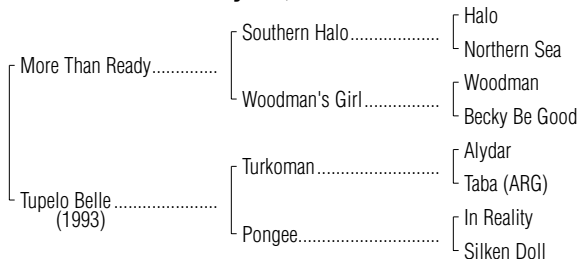 Halo
Southern Halo...................
Northern Sea
More Than Ready..............
Woodman
Woodman's Girl................
Becky Be Good
Alydar
Turkoman..........................
Taba (ARG)
Tupelo Belle......................
(1993)
In Reality
Pongee..............................
Silken Doll